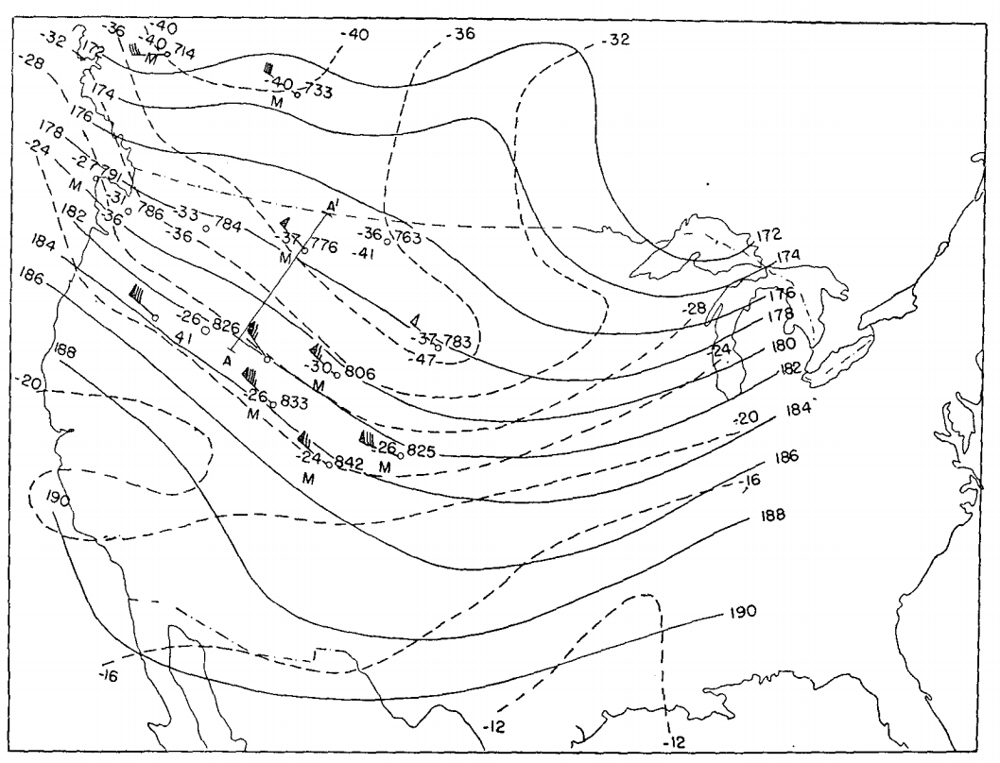 -36 -40
-32 172 -40 714 -40 -36 -32
M
-28
-40 733
174 M
176
178
-24 -27 791
M -31
786 -33 784 A'
182 -36 -36 -37 776 -36 763 172
M -41 174
184
186 176
-28 178
-26 826 -37 783
41 -47 -24 180
188 A -30 806 182
M
-20 -26 833
M 184
-20
-24 842 -26 825
M M 186
190 -16
188
190
-16
-12
-12